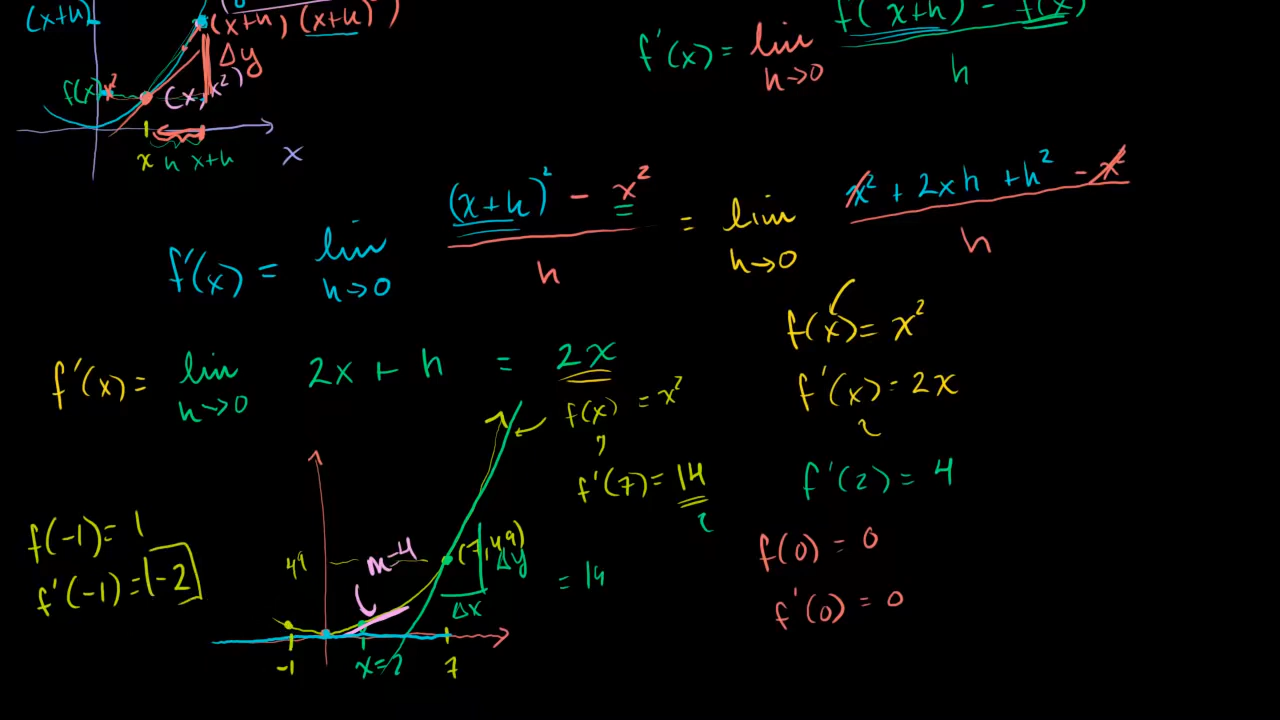 (x+h)
(x+h, (x+h)²)
Δy
f(x) x²
(x, x²)
x h x+h
x
f'(x) = lim h→0 f(x+h) - f(x) / h
f'(x) = lim h→0 (x+h)² - x² / h = lim h→0 x² + 2xh + h² - x² / h
f(x) = x²
f'(x) = 2x
2
f'(2) = 4
f(0) = 0
f'(0) = 0
f'(x) = lim h→0 2x + h = 2x
f(x) = x²
7
f'(7) = 14
f(-1) = 1
f'(-1) = -2
49
m=4
(7,49)
Δy
Δx
= 14
-1
x=2
7